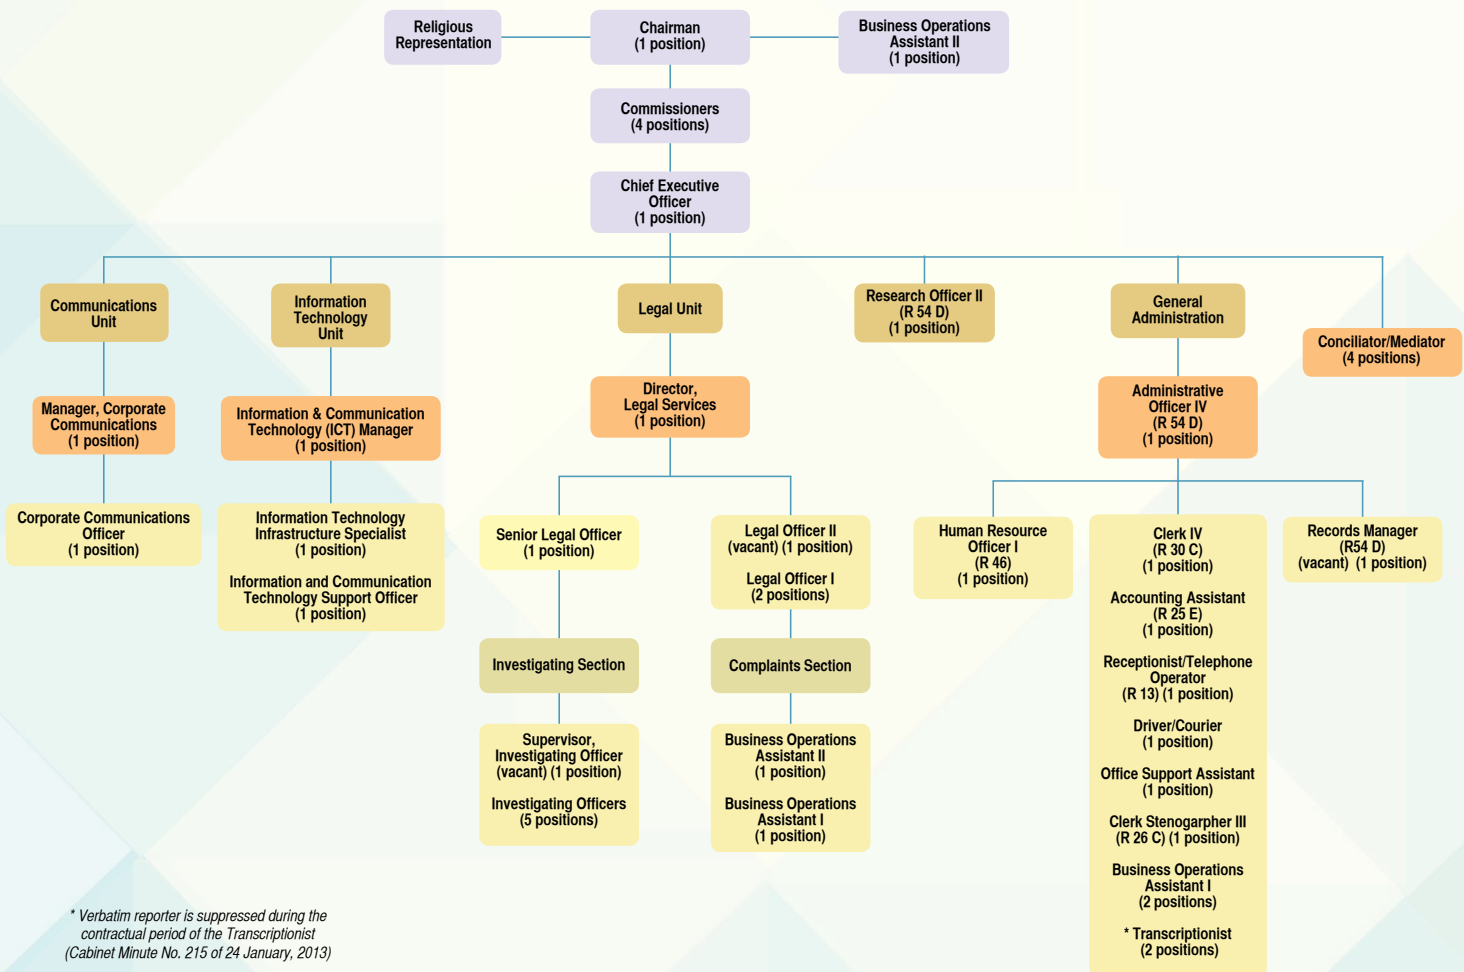 Religious
Representation
Chairman
(1 position)
Business Operations
Assistant II
(1 position)
Commissioners
(4 positions)
Chief Executive
Officer
(1 position)
Communications
Unit
Information
Technology
Unit
Legal Unit
Research Officer II
(R 54 D)
(1 position)
General
Administration
Conciliator/Mediator
(4 positions)
Manager, Corporate
Communications
(1 position)
Information & Communication
Technology (ICT) Manager
(1 position)
Director,
Legal Services
(1 position)
Administrative
Officer IV
(R 54 D)
(1 position)
Corporate Communications
Officer
(1 position)
Information Technology
Infrastructure Specialist
(1 position)
Information and Communication
Technology Support Officer
(1 position)
Senior Legal Officer
(1 position)
Legal Officer II
(vacant) (1 position)
Legal Officer I
(2 positions)
Human Resource
Officer I
(R 46)
(1 position)
Clerk IV
(R 30 C)
(1 position)
Accounting Assistant
(R 25 E)
(1 position)
Receptionist/Telephone
Operator
(R 13) (1 position)
Driver/Courier
(1 position)
Office Support Assistant
(1 position)
Clerk Stenogarpher III
(R 26 C) (1 position)
Business Operations
Assistant I
(2 positions)
* Transcriptionist
(2 positions)
Records Manager
(R54 D)
(vacant) (1 position)
Investigating Section
Complaints Section
Supervisor,
Investigating Officer
(vacant) (1 position)
Investigating Officers
(5 positions)
Business Operations
Assistant II
(1 position)
Business Operations
Assistant I
(1 position)
* Verbatim reporter is suppressed during the
contractual period of the Transcriptionist
(Cabinet Minute No. 215 of 24 January, 2013)